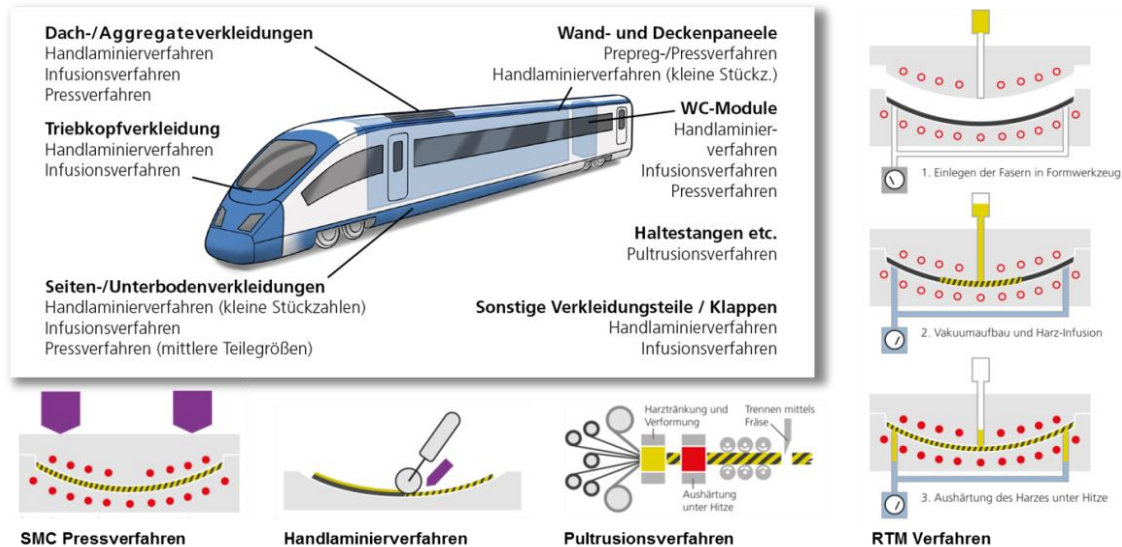 Dach-/Aggregateverkleidungen
Handlaminierverfahren
Infusionsverfahren
Pressverfahren
Triebkopfverkleidung
Handlaminierverfahren
Infusionsverfahren
Seiten-/Unterbodenverkleidungen
Handlaminierverfahren (kleine Stückzahlen)
Infusionsverfahren
Pressverfahren (mittlere Teilegrößen)
Wand- und Deckenpaneele
Prepreg-/Pressverfahren
Handlaminierverfahren (kleine Stückz.)
WC-Module
Handlaminier-
verfahren
Infusionsverfahren
Pressverfahren
Haltestangen etc.
Pultrusionsverfahren
Sonstige Verkleidungsteile / Klappen
Handlaminierverfahren
Infusionsverfahren
1. Einlegen der Fasern in Formwerkzeug
2. Vakuumaufbau und Harz-Infusion
3. Aushärtung des Harzes unter Hitze
RTM Verfahren
SMC Pressverfahren
Handlaminierverfahren
Harztränkung und
Verformung
Trennen mittels
Fräse
Aushärtung
unter Hitze
Pultrusionsverfahren